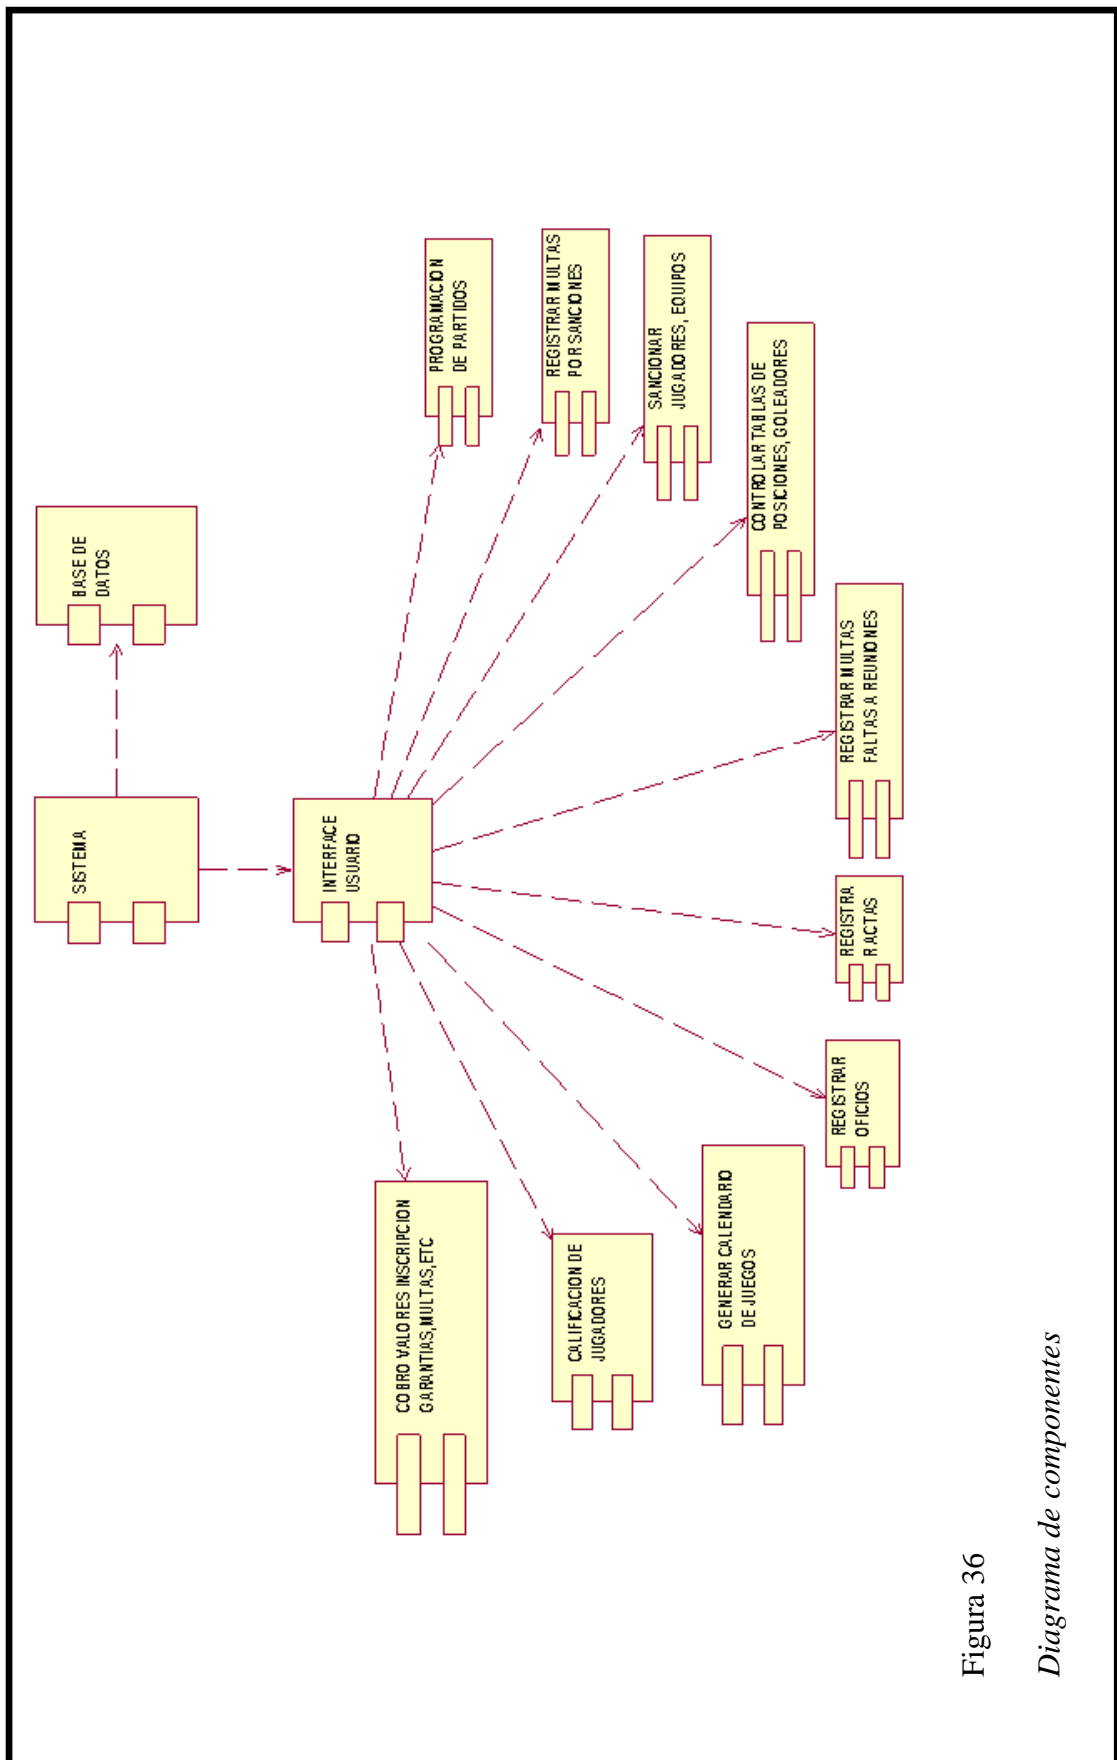 SISTEMA
BASE DE
DATOS
INTERFACE
USUARIO
COBRO VALORES INSCRIPCION
GARANTIAS,MULTAS,ETC
PROGRAMACION
DE PARTIDOS
CALIFICACION DE
JUGADORES
REGISTRAR MULTAS
POR SANCIONES
SANCIONAR
JUGADORES, EQUIPOS
GENERAR CALENDARIO
DE JUEGOS
CONTROLAR TABLAS DE
POSICIONES, GOLEADORES
REGISTRAR
OFICIOS
REGISTRA
R ACTAS
REGISTRAR MULTAS
FALTAS A REUNIONES
Figura 36
Diagrama de componentes